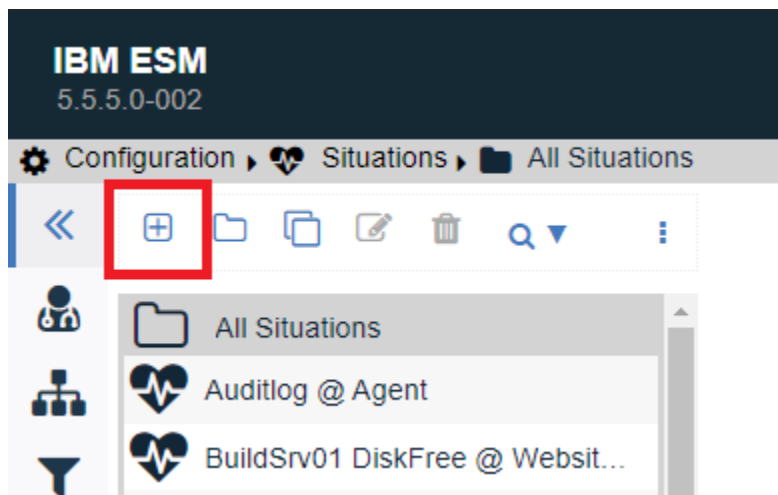 IBM ESM
5.5.5.0-002
Configuration Situations All Situations
All Situations
Auditlog @ Agent
BuildSrv01 DiskFree @ Websit...